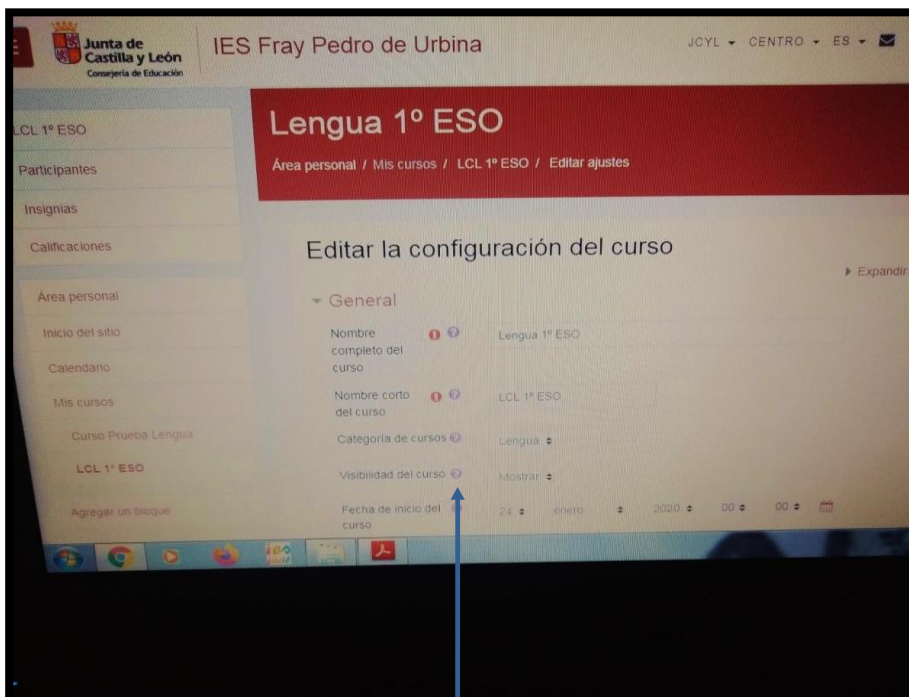 Junta de
Castilla y León
Consejería de Educación
IES Fray Pedro de Urbina
JCYL CENTRO ES
LCL 1º ESO
Participantes
Insignias
Calificaciones
Área personal
Inicio del sitio
Calendario
Mis cursos
Curso Prueba Lengua
LCL 1º ESO
Agregar un bloque
Lengua 1º ESO
Área personal / Mis cursos / LCL 1º ESO / Editar ajustes
Editar la configuración del curso
Expandir
General
Nombre
completo del
curso
Lengua 1º ESO
Nombre corto
del curso
LCL 1º ESO
Categoría de cursos
Lengua
Visibilidad del curso
Mostrar
Fecha de inicio del
curso
24 enero 2020 00 00